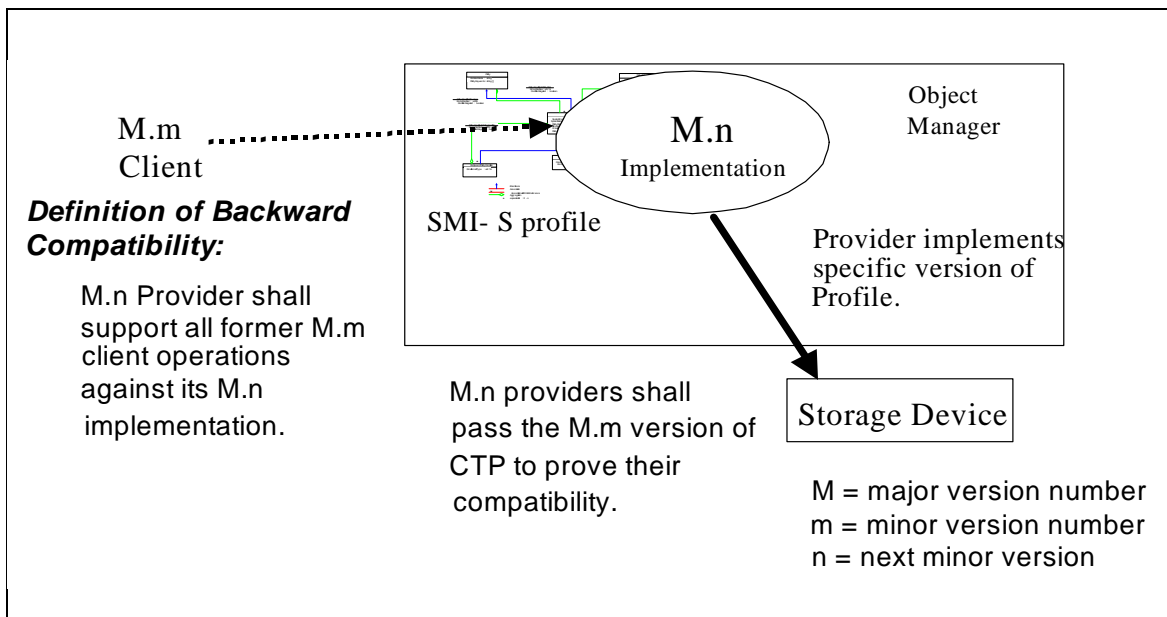 M.m
Client
Definition of Backward
Compatibility:
M.n Provider shall
support all former M.m
client operations
against its M.n
implementation.
SMI- S profile
M.n
Implementation
Object
Manager
Provider implements
specific version of
Profile.
M.n providers shall
pass the M.m version of
CTP to prove their
compatibility.
Storage Device
M = major version number
m = minor version number
n = next minor version